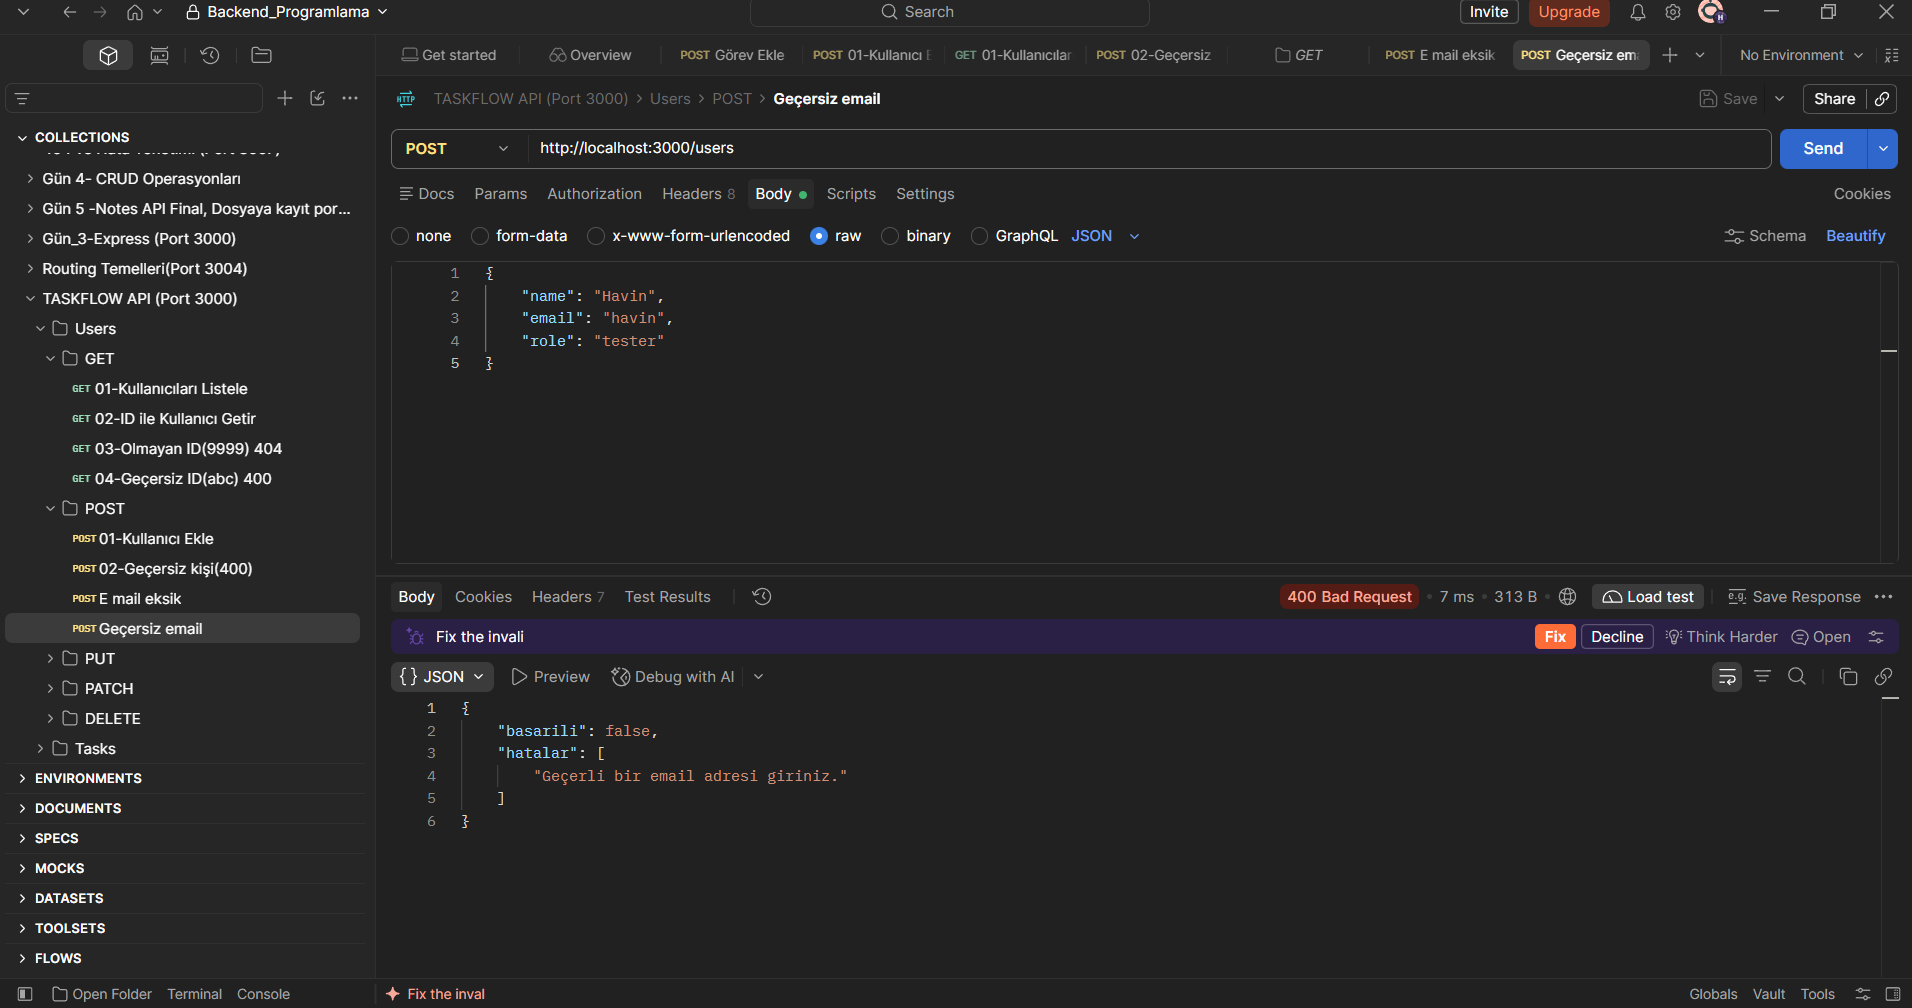 Backend_Programlama
Search
Invite
Upgrade
Get started
Overview
POST Görev Ekle
POST 01-Kullanıcı E
GET 01-Kullanıcılar
POST 02-Geçersiz
GET
POST E mail eksik
POST Geçersiz em
No Environment
HTTP TASKFLOW API (Port 3000) > Users > POST > Geçersiz email
Save
Share
COLLECTIONS
Gün 4- CRUD Operasyonları
Gün 5 -Notes API Final, Dosyaya kayıt por...
Gün_3-Express (Port 3000)
Routing Temelleri(Port 3004)
TASKFLOW API (Port 3000)
Users
GET
GET 01-Kullanıcıları Listele
GET 02-ID ile Kullanıcı Getir
GET 03-Olmayan ID(9999) 404
GET 04-Geçersiz ID(abc) 400
POST
POST 01-Kullanıcı Ekle
POST 02-Geçersiz kişi(400)
POST E mail eksik
POST Geçersiz email
PUT
PATCH
DELETE
Tasks
ENVIRONMENTS
DOCUMENTS
SPECS
MOCKS
DATASETS
TOOLSETS
FLOWS
POST
http://localhost:3000/users
Send
Docs
Params
Authorization
Headers 8
Body
Scripts
Settings
Cookies
none
form-data
x-www-form-urlencoded
raw
binary
GraphQL
JSON
Schema
Beautify
1 {
2 "name": "Havin",
3 "email": "havin",
4 "role": "tester"
5 }
Body
Cookies
Headers 7
Test Results
400 Bad Request
7 ms
313 B
Load test
e.g. Save Response
Fix the invali
Fix
Decline
Think Harder
Open
{} JSON
Preview
Debug with AI
1 {
2 "basarili": false,
3 "hatalar": [
4 "Geçerli bir email adresi giriniz."
5 ]
6 }
Open Folder
Terminal
Console
Fix the inval
Globals
Vault
Tools